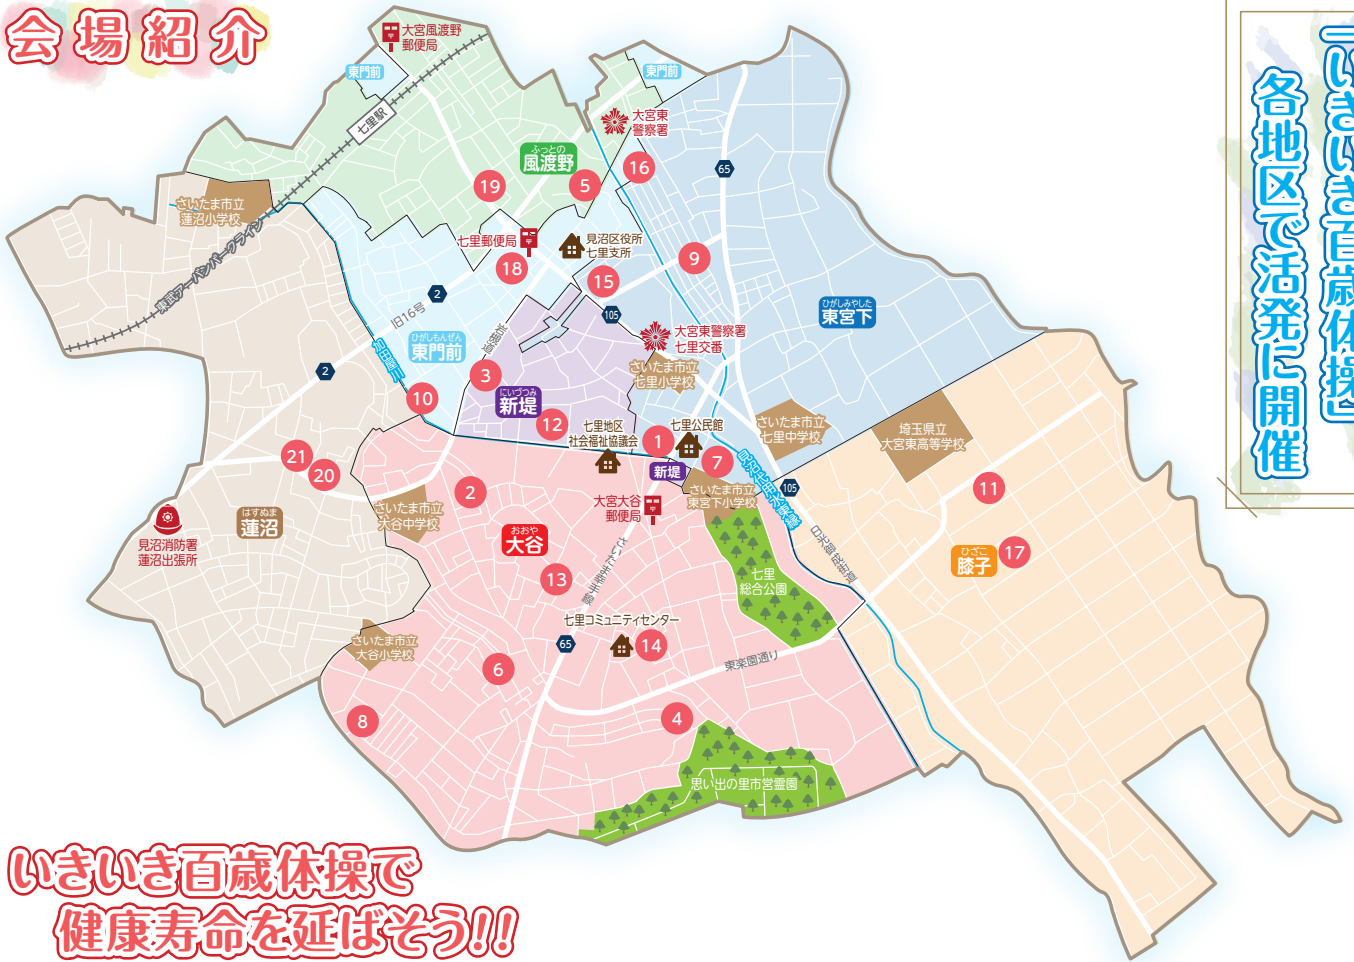 会場紹介
「いきいき百歳体操」
各地区で活発に開催
大宮風渡野
郵便局
東門前
七里駅
東門前
大宮東
警察署
ふっとの
風渡野
16
65
19
5
さいたま市立
蓮沼小学校
東武アーバンパークライン
七里郵便局
見沼区役所
七里支所
18
9
15
2
旧16号
105
ひがしみやした
東宮下
大宮東警察署
七里交番
ひがしもんぜん
東門前
2
3
さいたま市立
七里小学校
にいづつみ
新堤
10
12
七里地区
社会福祉協議会
1
七里公民館
さいたま市立
七里中学校
埼玉県立
大宮東高等学校
21
20
新堤
7
見沼代用水東縁
105
さいたま市立
東宮下小学校
2
11
さいたま市立
大谷中学校
大宮大谷
郵便局
はすぬま
蓮沼
見沼消防署
蓮沼出張所
おおや
大谷
さいたま幸手線
ひざこ
膝子
17
13
七里
総合公園
七里コミュニティセンター
65
14
さいたま市立
大谷小学校
6
東楽園通り
8
4
思い出の里市営霊園
いきいき百歳体操で
健康寿命を延ばそう!!